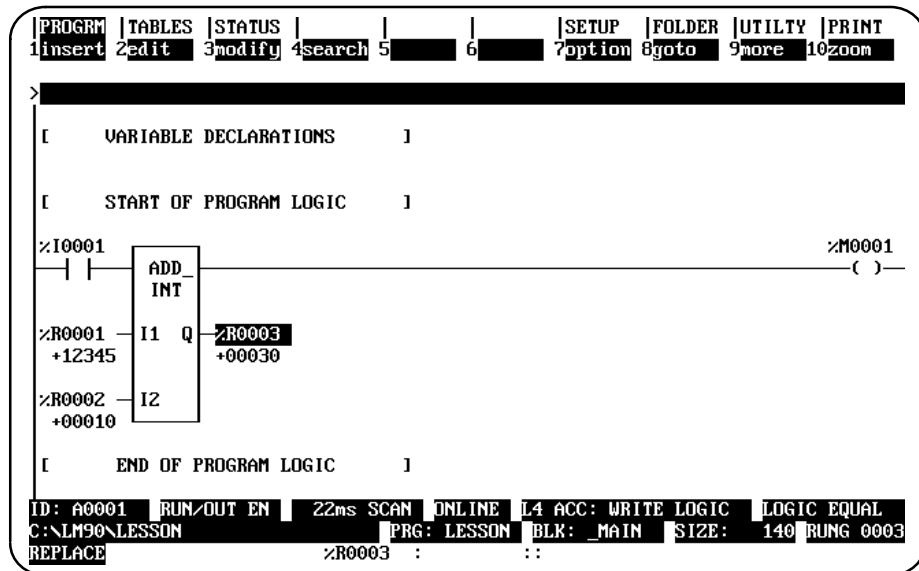 |PROGRM |TABLES |STATUS | | | |SETUP |FOLDER |UTILTY |PRINT
1insert 2edit 3modify 4search 5 6 7option 8goto 9more 10zoom
>
[ VARIABLE DECLARATIONS ]
[ START OF PROGRAM LOGIC ]
%I0001 %M0001
ADD_ ( )
INT
%R0001 I1 Q %R0003
+12345 +00030
%R0002 I2
+00010
[ END OF PROGRAM LOGIC ]
ID: A0001 RUN/OUT EN 22ms SCAN ONLINE L4 ACC: WRITE LOGIC LOGIC EQUAL
C:\LM90\LESSON PRG: LESSON BLK: _MAIN SIZE: 140 RUNG 0003
REPLACE %R0003 : ::